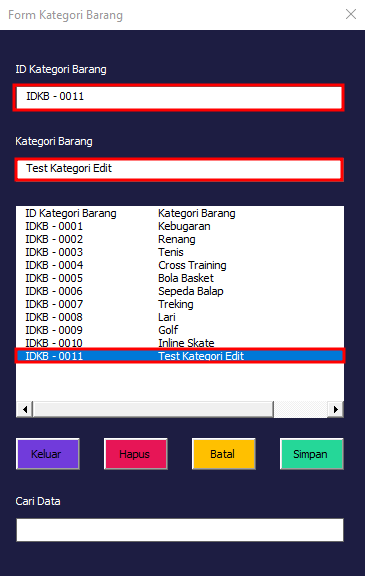 Form Kategori Barang
ID Kategori Barang
IDKB - 0011
Kategori Barang
Test Kategori Edit
ID Kategori Barang Kategori Barang
IDKB - 0001 Kebugaran
IDKB - 0002 Renang
IDKB - 0003 Tenis
IDKB - 0004 Cross Training
IDKB - 0005 Bola Basket
IDKB - 0006 Sepeda Balap
IDKB - 0007 Treking
IDKB - 0008 Lari
IDKB - 0009 Golf
IDKB - 0010 Inline Skate
IDKB - 0011 Test Kategori Edit
Keluar Hapus Batal Simpan
Cari Data